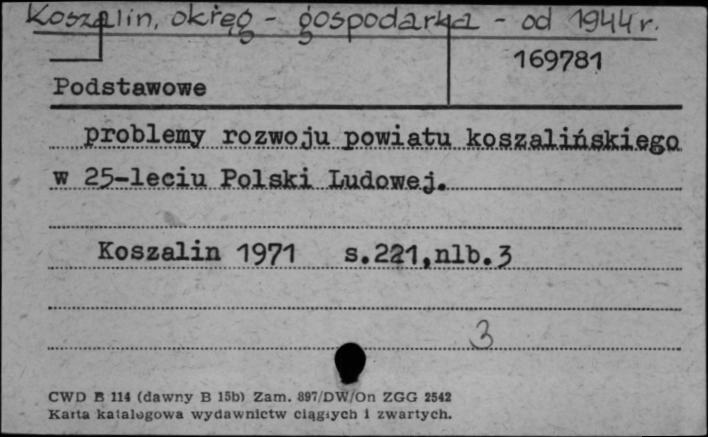 Koszalin, okręg - gospodarka - od 1944 r.
169781
Podstawowe
problemy rozwoju powiatu koszalińskiego
w 25-leciu Polski Ludowej.
Koszalin 1971 s.221,nlb.3
3
CWD B 114 (dawny B 15b) Zam. 897/DW/On ZGG 2542
Karta katalogowa wydawnictw ciągłych i zwartych.